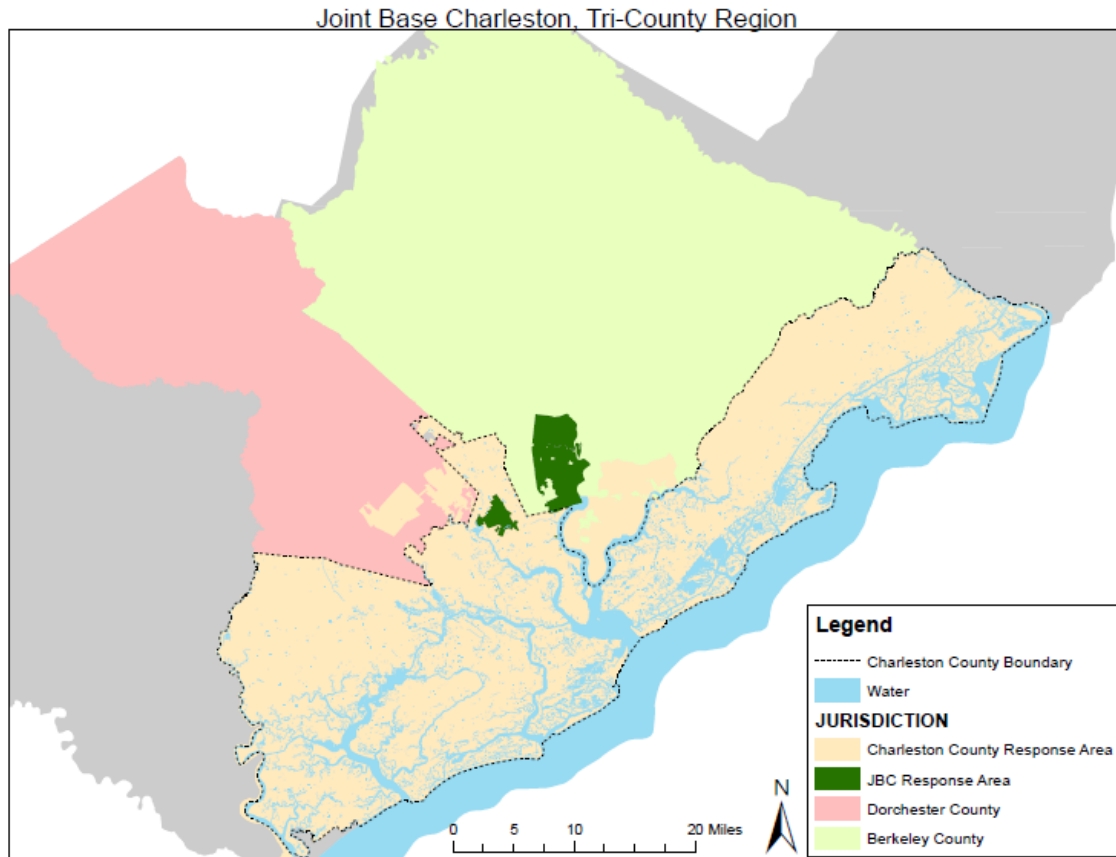 Joint Base Charleston, Tri-County Region
Legend
Charleston County Boundary
Water
JURISDICTION
Charleston County Response Area
JBC Response Area
Dorchester County
Berkeley County
N
0 5 10 20 Miles